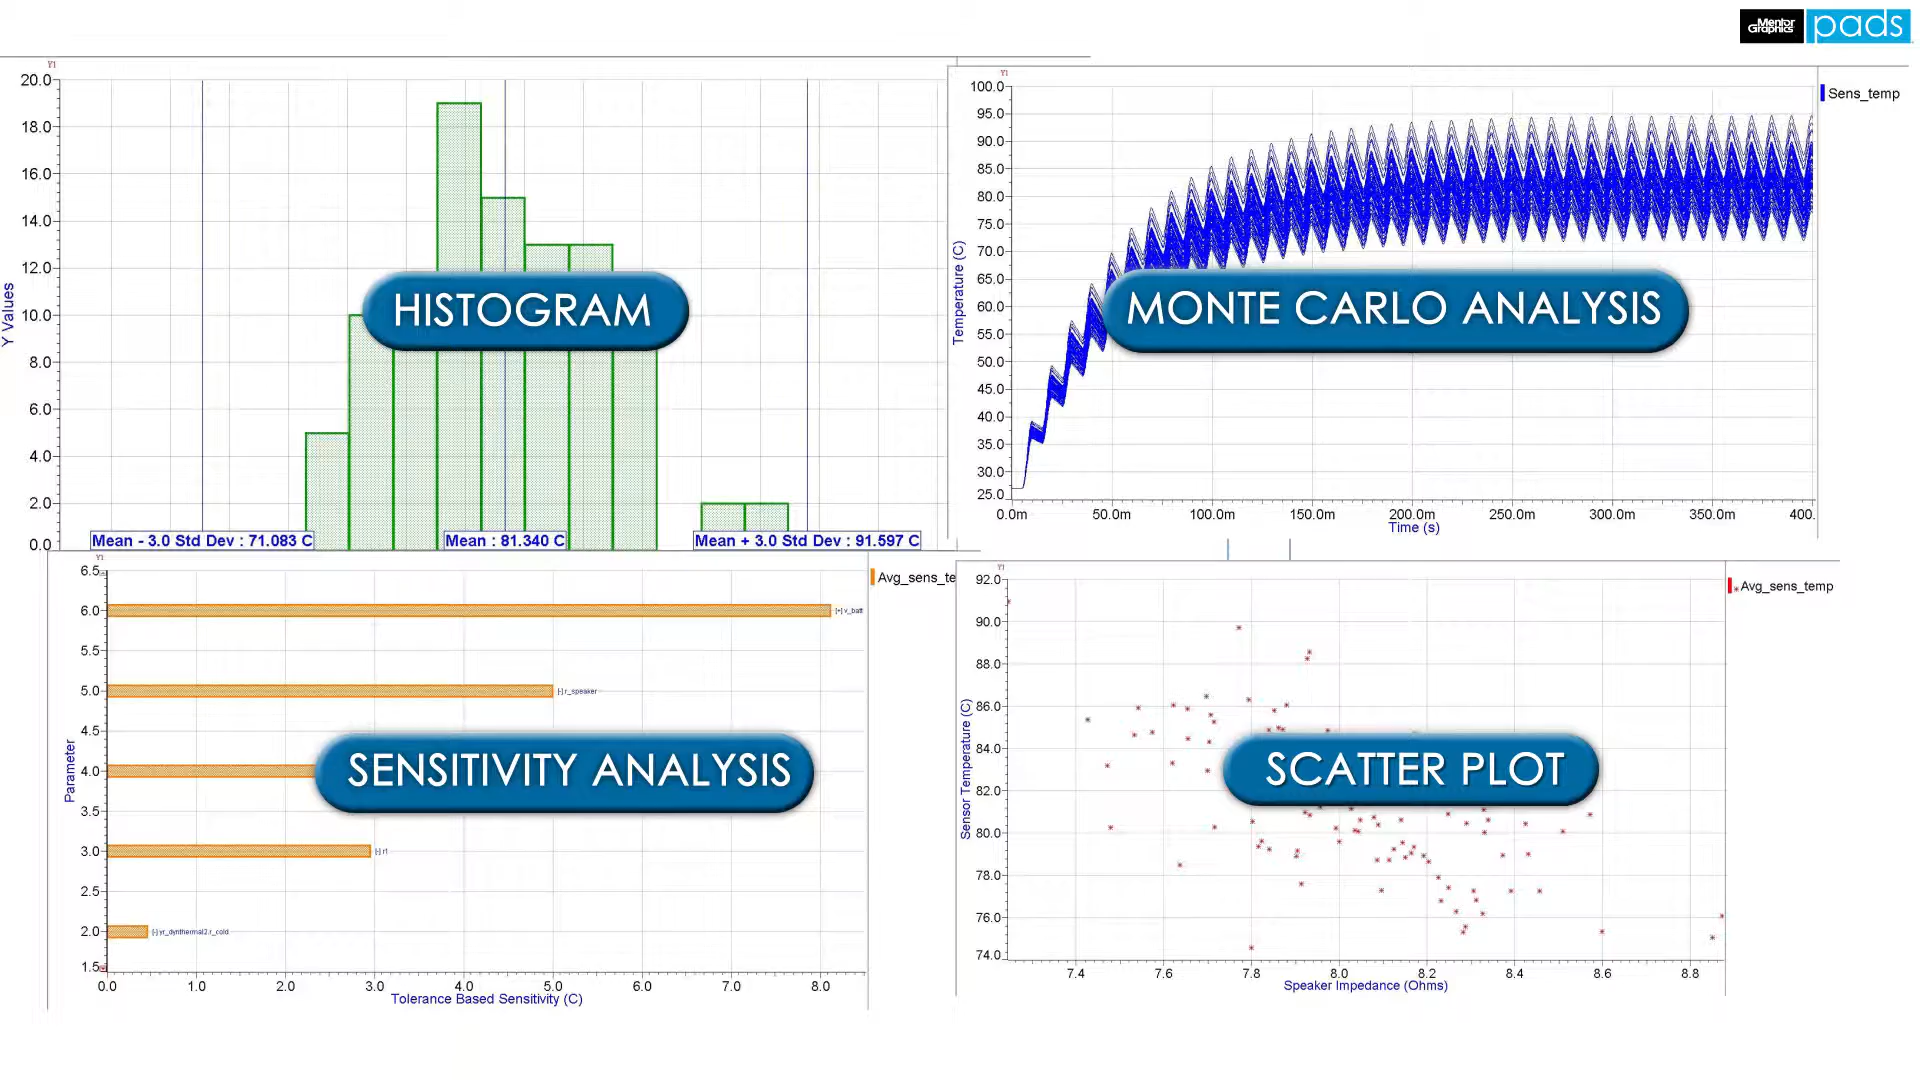 Mentor
Graphics
pads
Y1
20.0
18.0
16.0
14.0
12.0
10.0
8.0
6.0
4.0
2.0
0.0
Y Values
HISTOGRAM
Mean - 3.0 Std Dev : 71.083 C
Mean : 81.340 C
Mean + 3.0 Std Dev : 91.597 C
Y1
100.0
95.0
90.0
85.0
80.0
75.0
70.0
65.0
60.0
55.0
50.0
45.0
40.0
35.0
30.0
25.0
Temperature (C)
Sens_temp
MONTE CARLO ANALYSIS
0.0m 50.0m 100.0m 150.0m 200.0m 250.0m 300.0m 350.0m 400.
Time (s)
Y1
6.5
6.0
5.5
5.0
4.5
4.0
3.5
3.0
2.5
2.0
1.5
Parameter
Avg_sens_te
[+] v_batt
[-] r_speaker
SENSITIVITY ANALYSIS
[-] r1
[-] yr_dynthermal2.r_cold
0.0 1.0 2.0 3.0 4.0 5.0 6.0 7.0 8.0
Tolerance Based Sensitivity (C)
Y1
92.0
90.0
88.0
86.0
84.0
82.0
80.0
78.0
76.0
74.0
Sensor Temperature (C)
Avg_sens_temp
SCATTER PLOT
7.4 7.6 7.8 8.0 8.2 8.4 8.6 8.8
Speaker Impedance (Ohms)